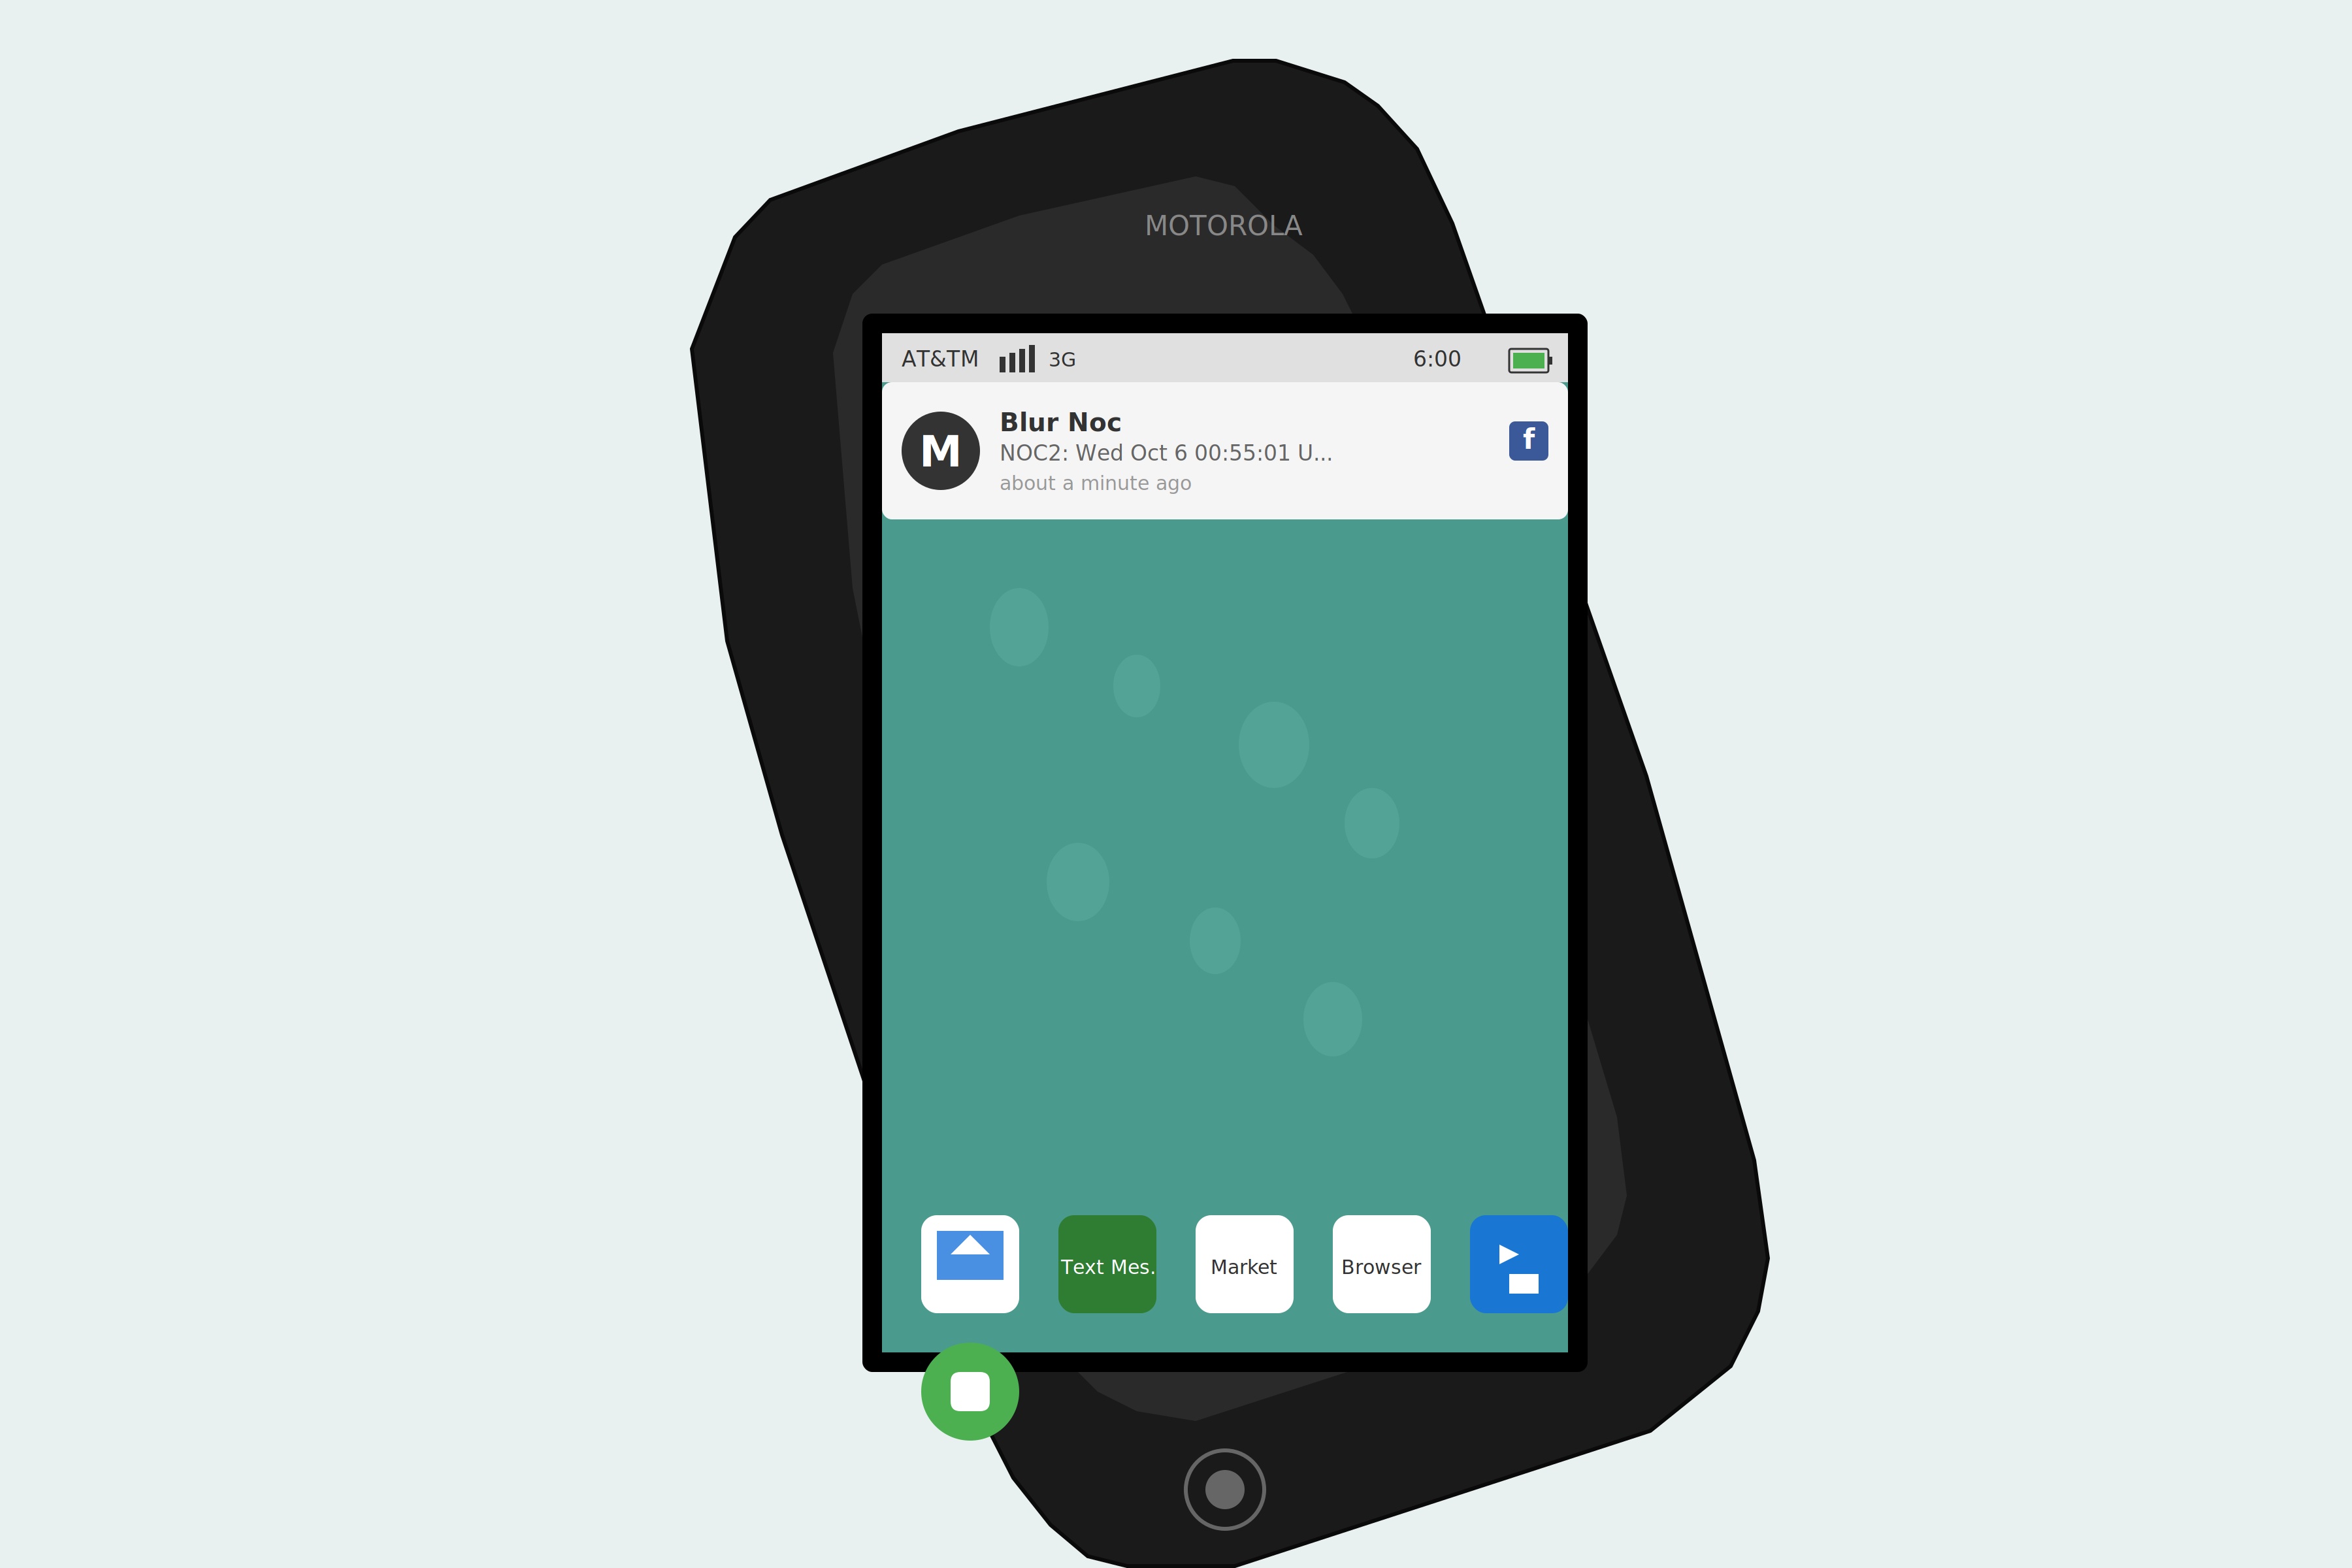 MOTOROLA
AT&TM 3G 6:00
Blur Noc
f
M
NOC2: Wed Oct 6 00:55:01 U...
about a minute ago
Text Mes. Market Browser